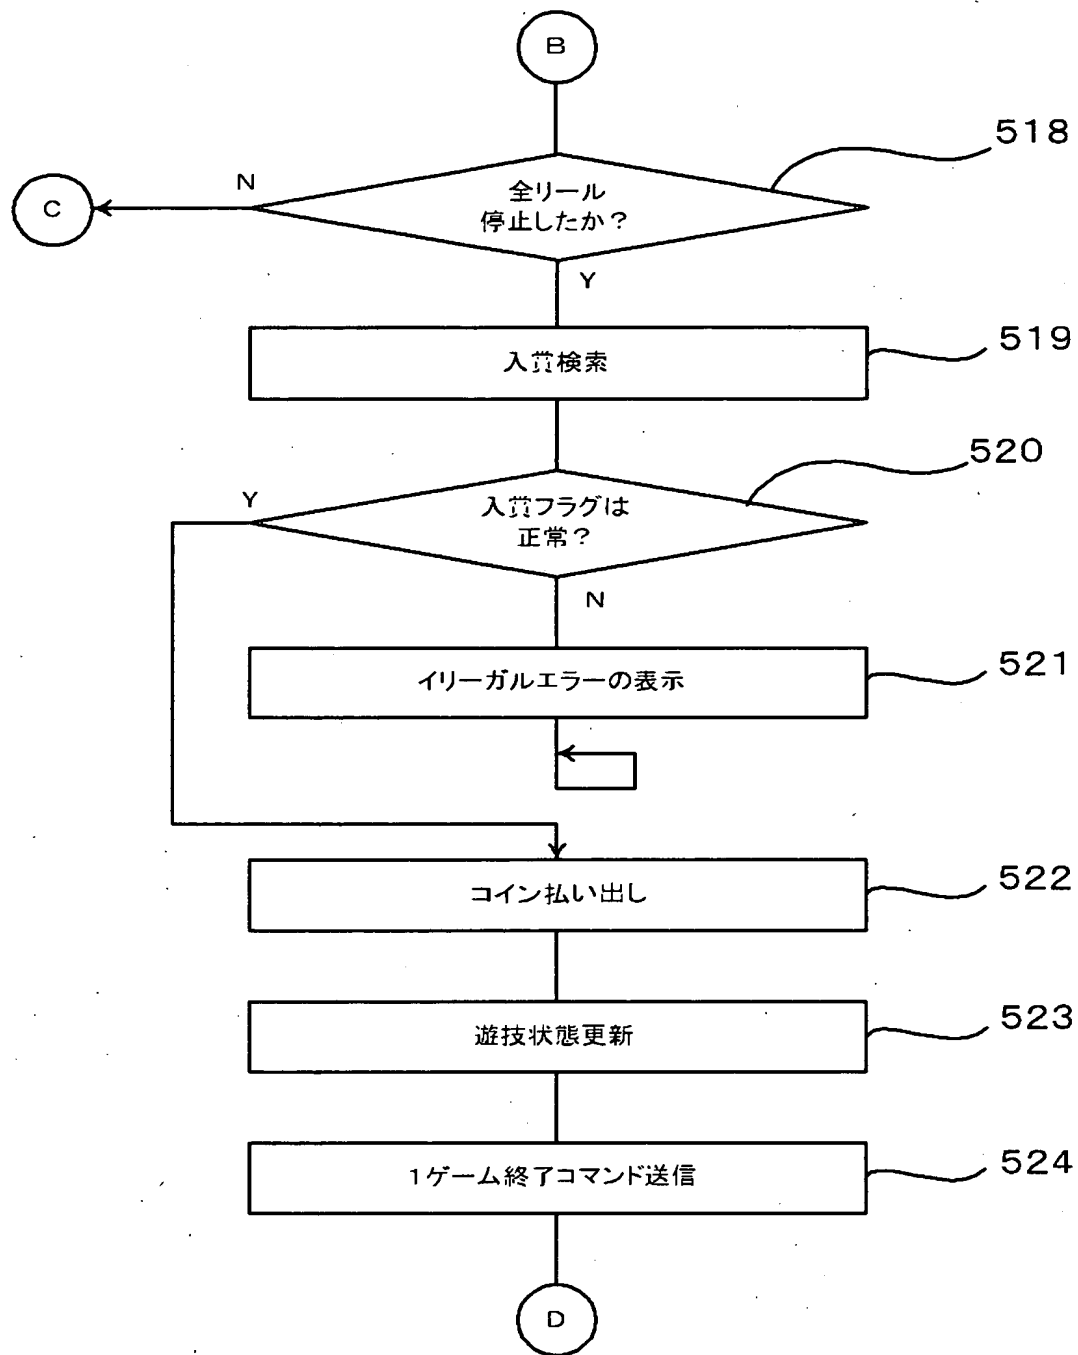 B
518
全リール
停止したか？
N
C
Y
519
入賞検索
520
入賞フラグは
正常？
Y
N
521
イリーガルエラーの表示
522
コイン払い出し
523
遊技状態更新
524
1ゲーム終了コマンド送信
D